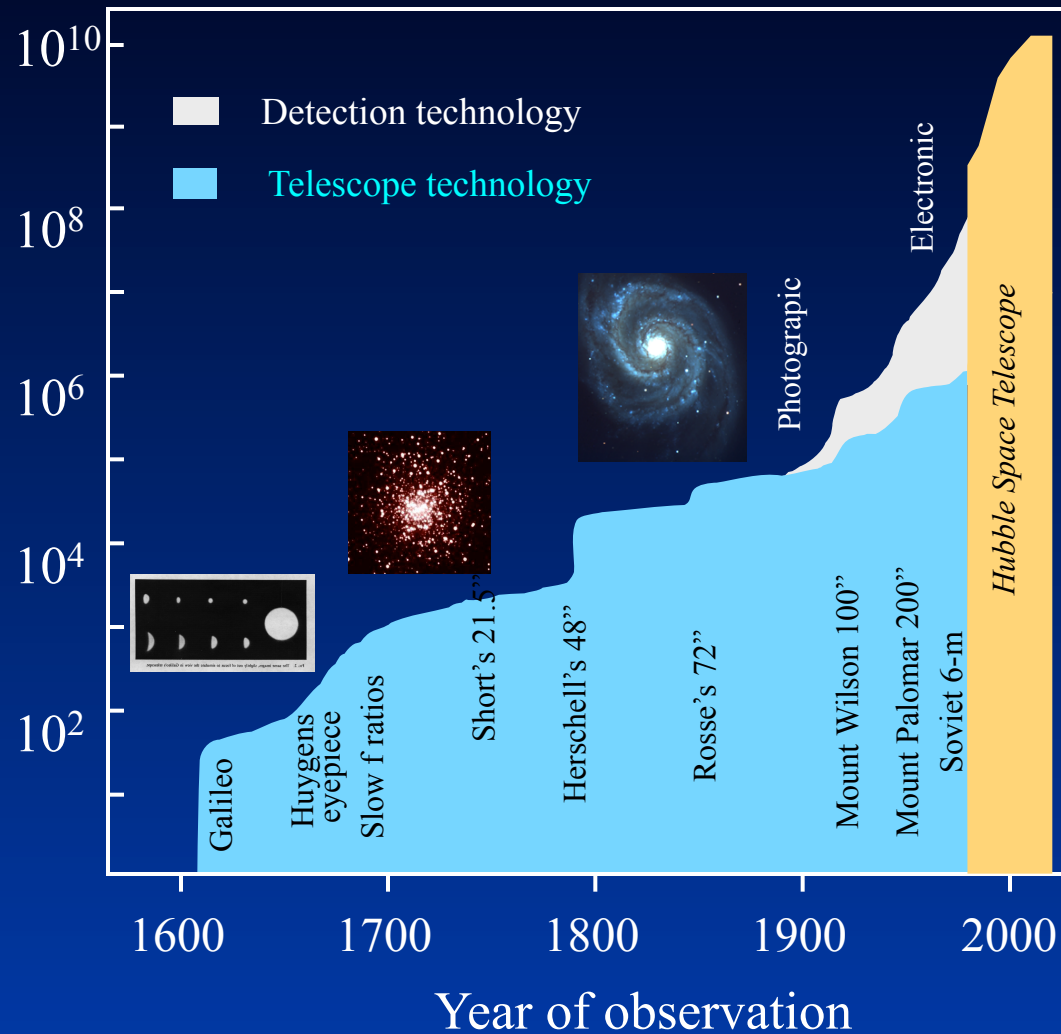 10¹⁰
10⁸
10⁶
10⁴
10²
Detection technology
Telescope technology
Galileo
Huygens
eyepiece
Slow f ratios
Short’s 21.5”
Herschell’s 48”
Rosse’s 72”
Photograpic
Mount Wilson 100”
Mount Palomar 200”
Electronic
Soviet 6-m
Hubble Space Telescope
1600
1700
1800
1900
2000
Year of observation